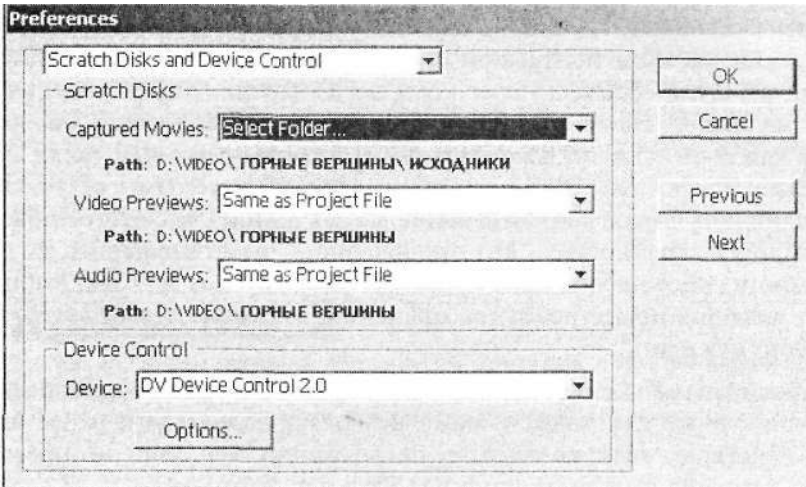 Preferences
Scratch Disks and Device Control
OK
Scratch Disks
Captured Movies: Select Folder...
Cancel
Path: D:\VIDEO\ ГОРНЫЕ ВЕРШИНЫ\ ИСХОДНИКИ
Video Previews: Same as Project File
Previous
Path: D:\VIDEO\ ГОРНЫЕ ВЕРШИНЫ
Next
Audio Previews: Same as Project File
Path: D:\VIDEO\ ГОРНЫЕ ВЕРШИНЫ
Device Control
Device: DV Device Control 2.0
Options...